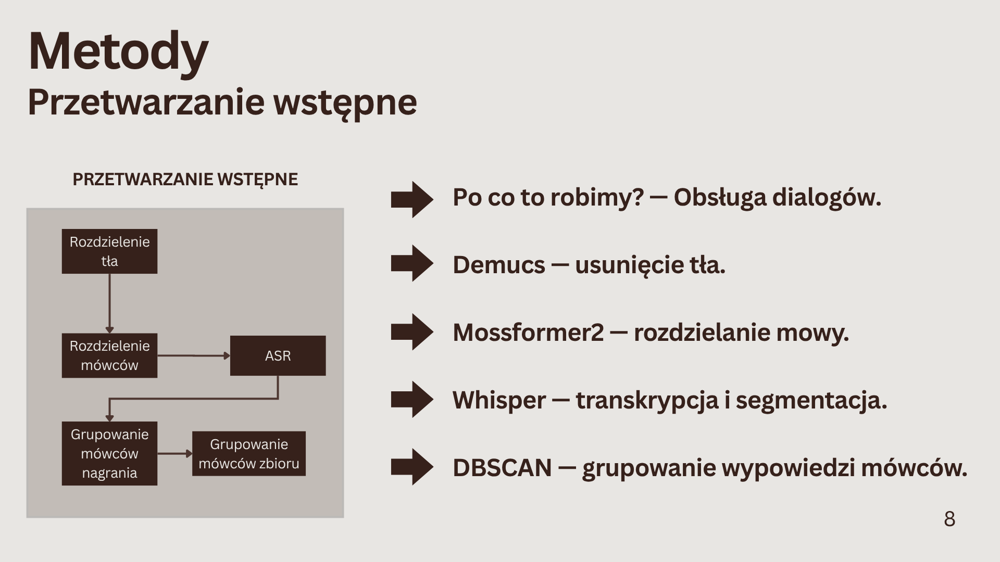 Metody
Przetwarzanie wstępne
PRZETWARZANIE WSTĘPNE
Rozdzielenie
tła
Rozdzielenie
mówców
ASR
Grupowanie
mówców
nagrania
Grupowanie
mówców zbioru
Po co to robimy? — Obsługa dialogów.
Demucs — usunięcie tła.
Mossformer2 — rozdzielanie mowy.
Whisper — transkrypcja i segmentacja.
DBSCAN — grupowanie wypowiedzi mówców.
8